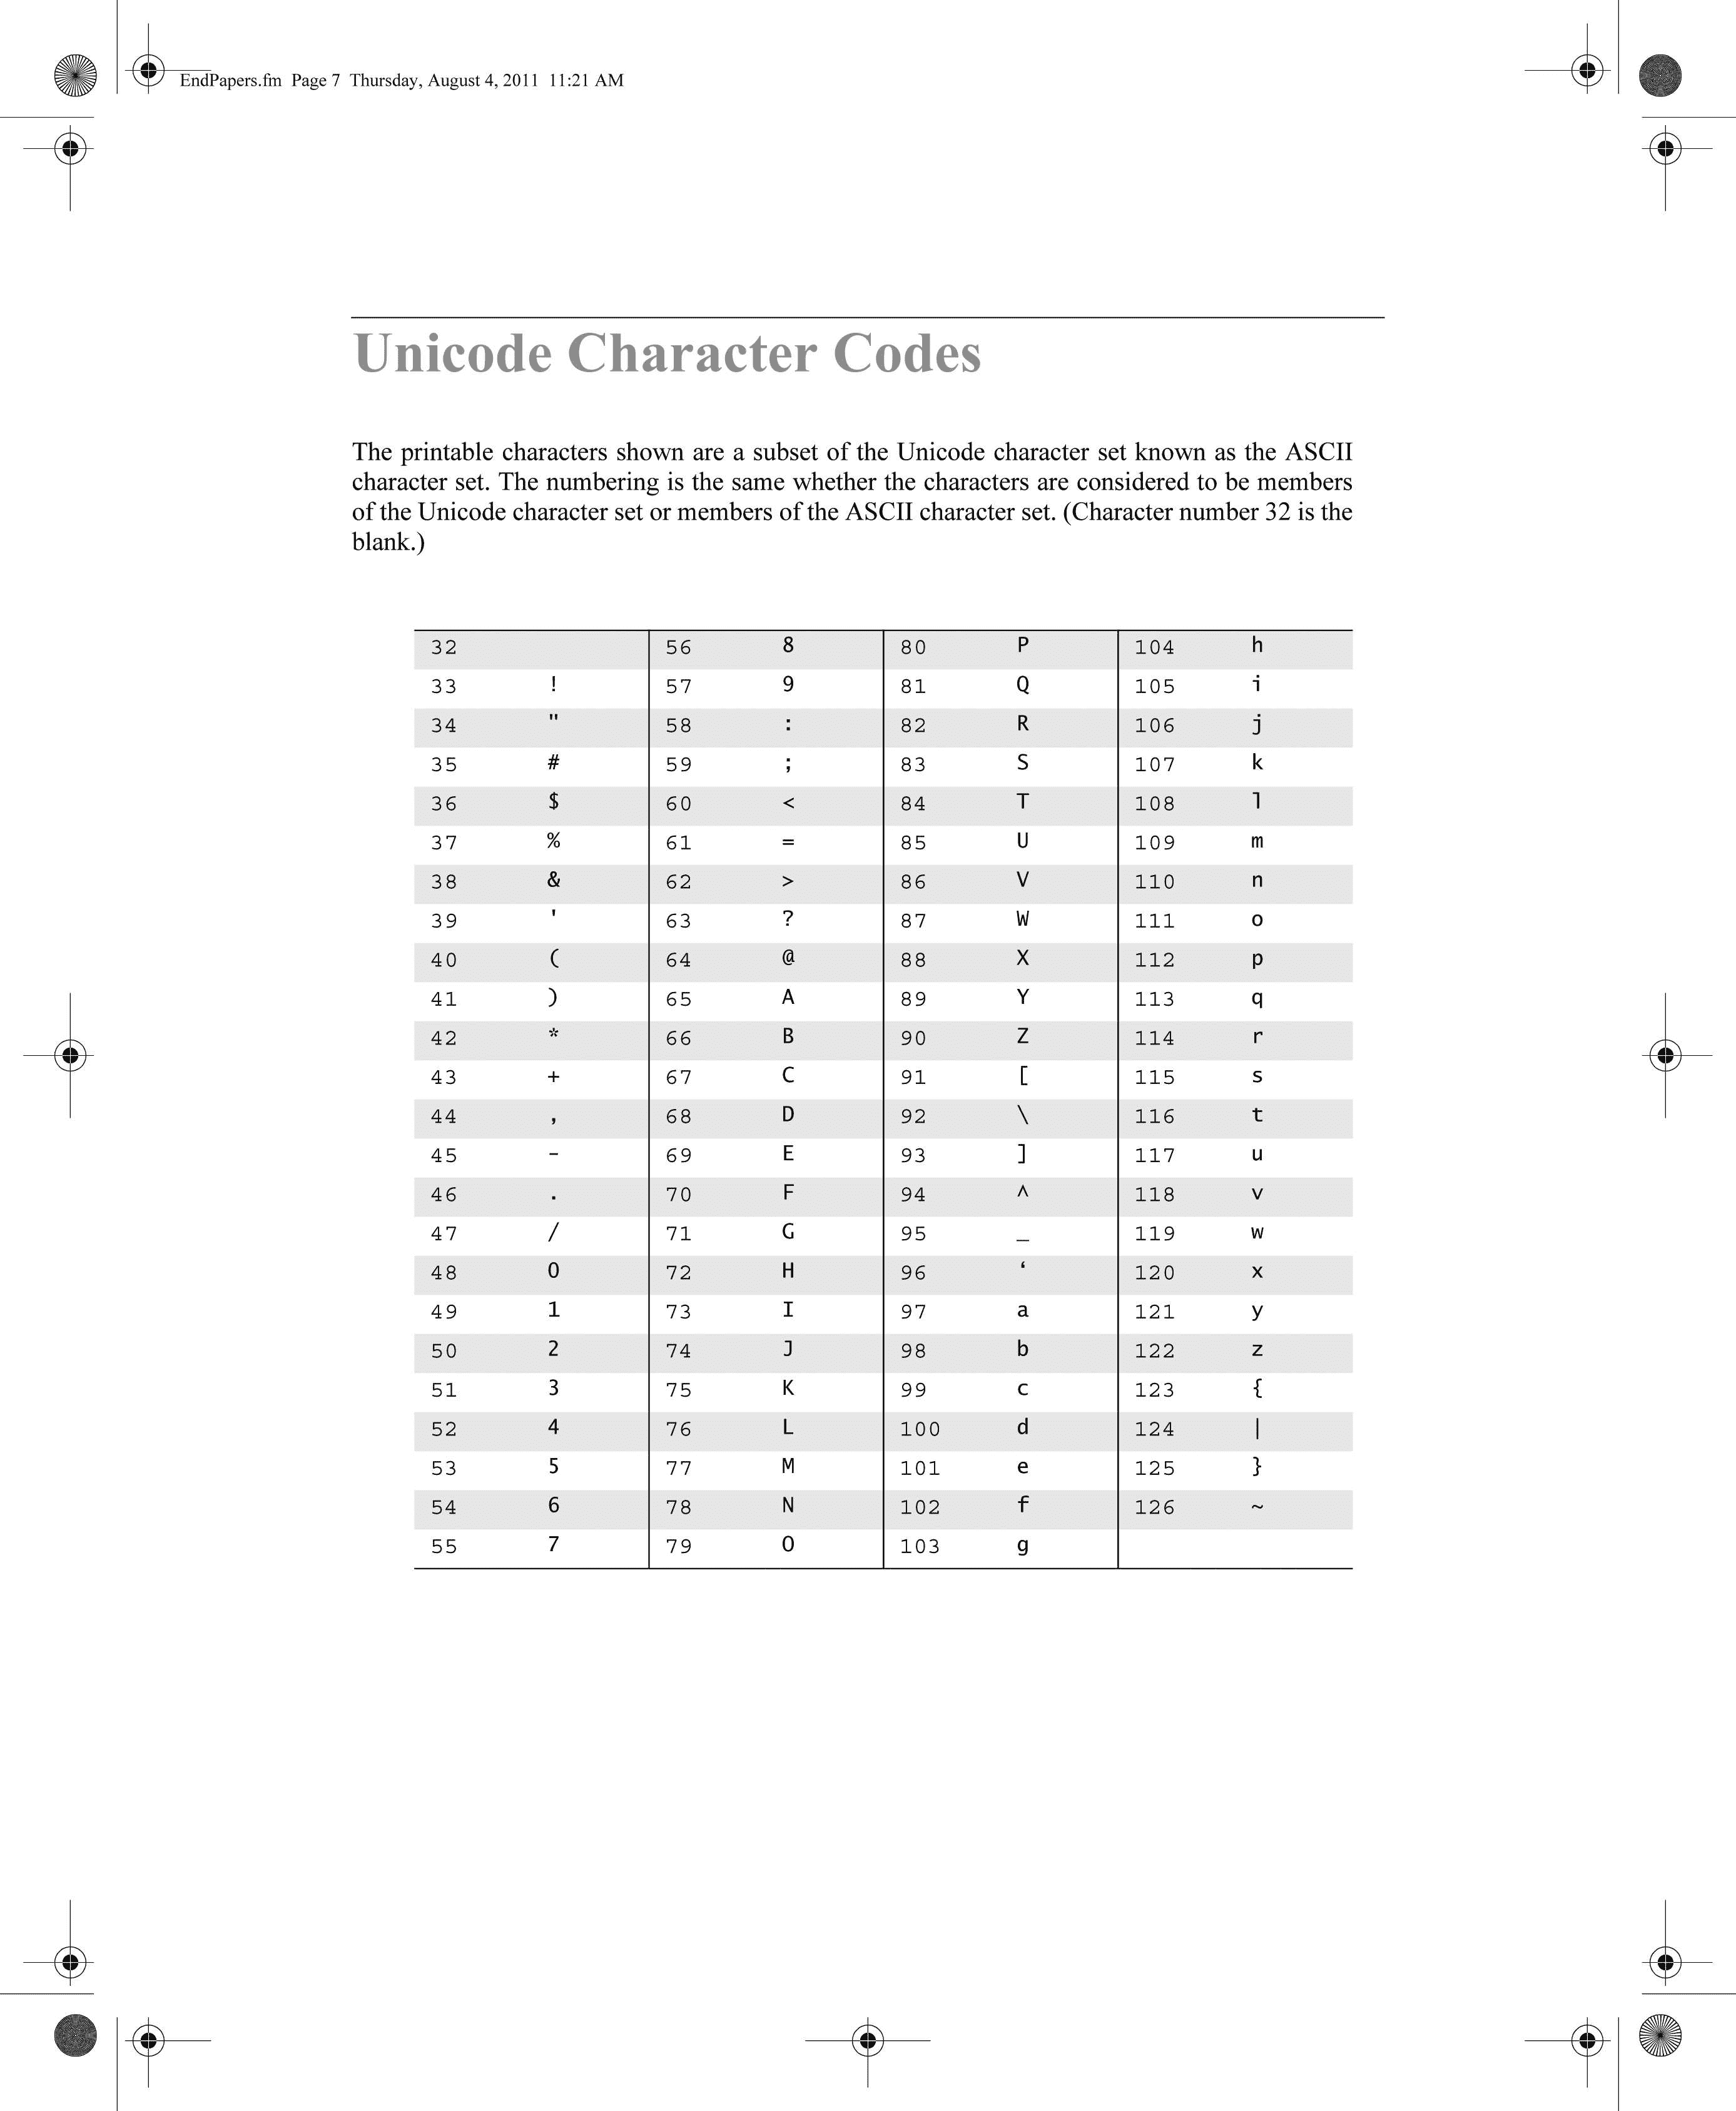 EndPapers.fm Page 7 Thursday, August 4, 2011 11:21 AM
Unicode Character Codes
The printable characters shown are a subset of the Unicode character set known as the ASCII
character set. The numbering is the same whether the characters are considered to be members
of the Unicode character set or members of the ASCII character set. (Character number 32 is the
blank.)
32 56 8 80 P 104 h
33 ! 57 9 81 Q 105 i
34 " 58 : 82 R 106 j
35 # 59 ; 83 S 107 k
36 $ 60 < 84 T 108 l
37 % 61 = 85 U 109 m
38 & 62 > 86 V 110 n
39 ' 63 ? 87 W 111 o
40 ( 64 @ 88 X 112 p
41 ) 65 A 89 Y 113 q
42 * 66 B 90 Z 114 r
43 + 67 C 91 [ 115 s
44 , 68 D 92 \ 116 t
45 - 69 E 93 ] 117 u
46 . 70 F 94 ^ 118 v
47 / 71 G 95 _ 119 w
48 0 72 H 96 ‘ 120 x
49 1 73 I 97 a 121 y
50 2 74 J 98 b 122 z
51 3 75 K 99 c 123 {
52 4 76 L 100 d 124 |
53 5 77 M 101 e 125 }
54 6 78 N 102 f 126 ~
55 7 79 O 103 g